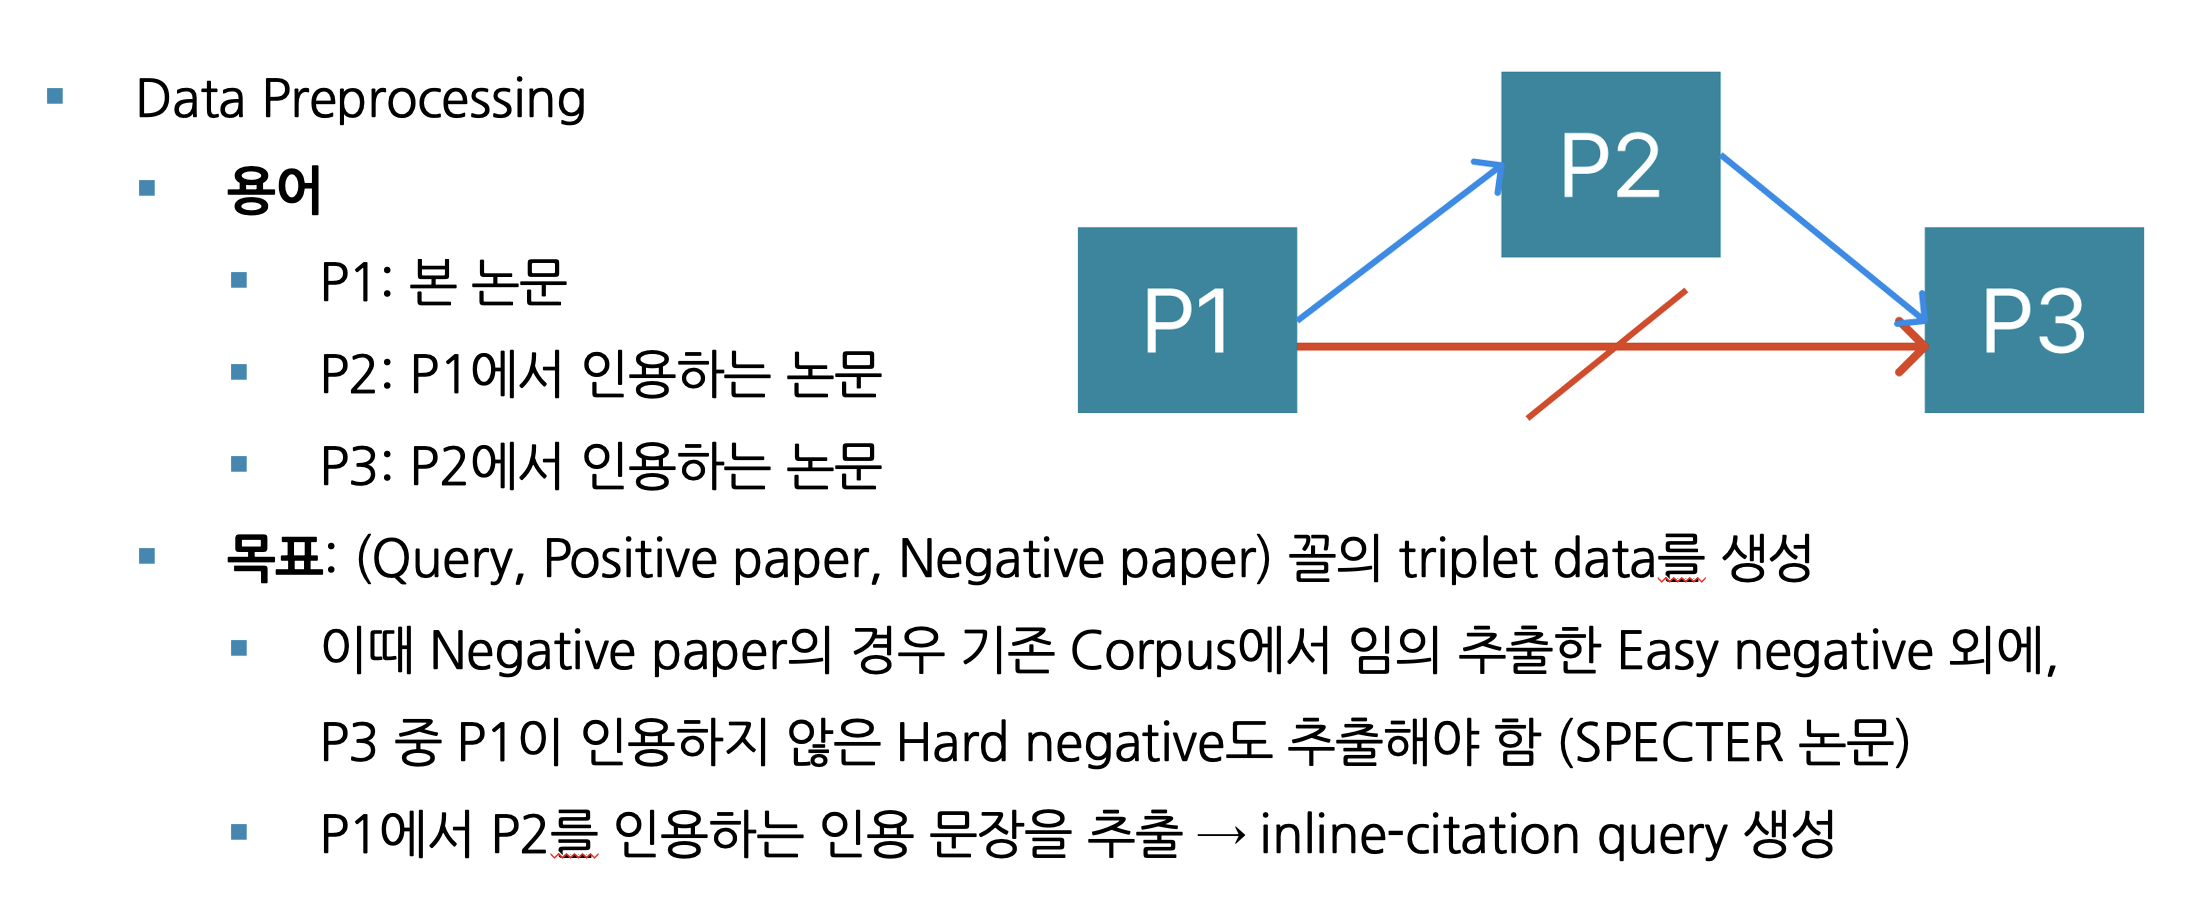 Data Preprocessing
용어
P1: 본 논문
P2: P1에서 인용하는 논문
P3: P2에서 인용하는 논문
목표: (Query, Positive paper, Negative paper) 꼴의 triplet data를 생성
이때 Negative paper의 경우 기존 Corpus에서 임의 추출한 Easy negative 외에,
P3 중 P1이 인용하지 않은 Hard negative도 추출해야 함 (SPECTER 논문)
P1에서 P2를 인용하는 인용 문장을 추출 → inline-citation query 생성
P1
P2
P3